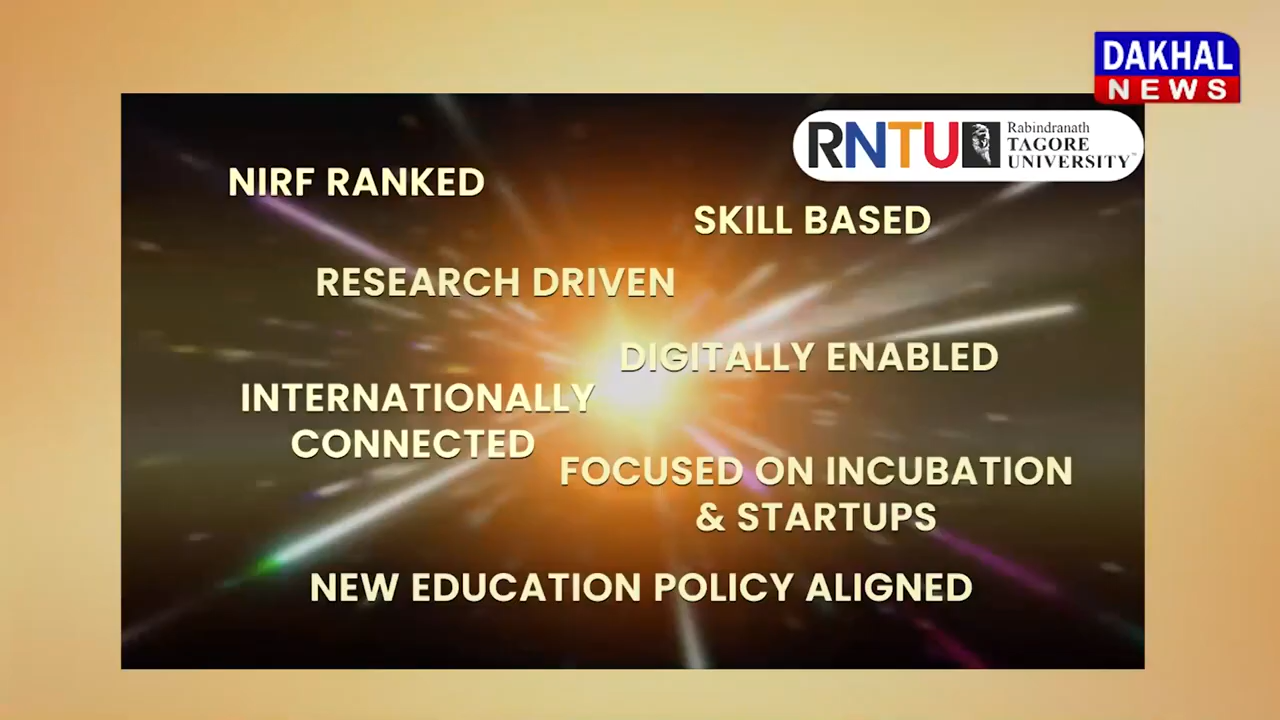 DAKHAL
NEWS
RNTU
Rabindranath
TAGORE
UNIVERSITY™
NIRF RANKED
SKILL BASED
RESEARCH DRIVEN
DIGITALLY ENABLED
INTERNATIONALLY
CONNECTED
FOCUSED ON INCUBATION
& STARTUPS
NEW EDUCATION POLICY ALIGNED